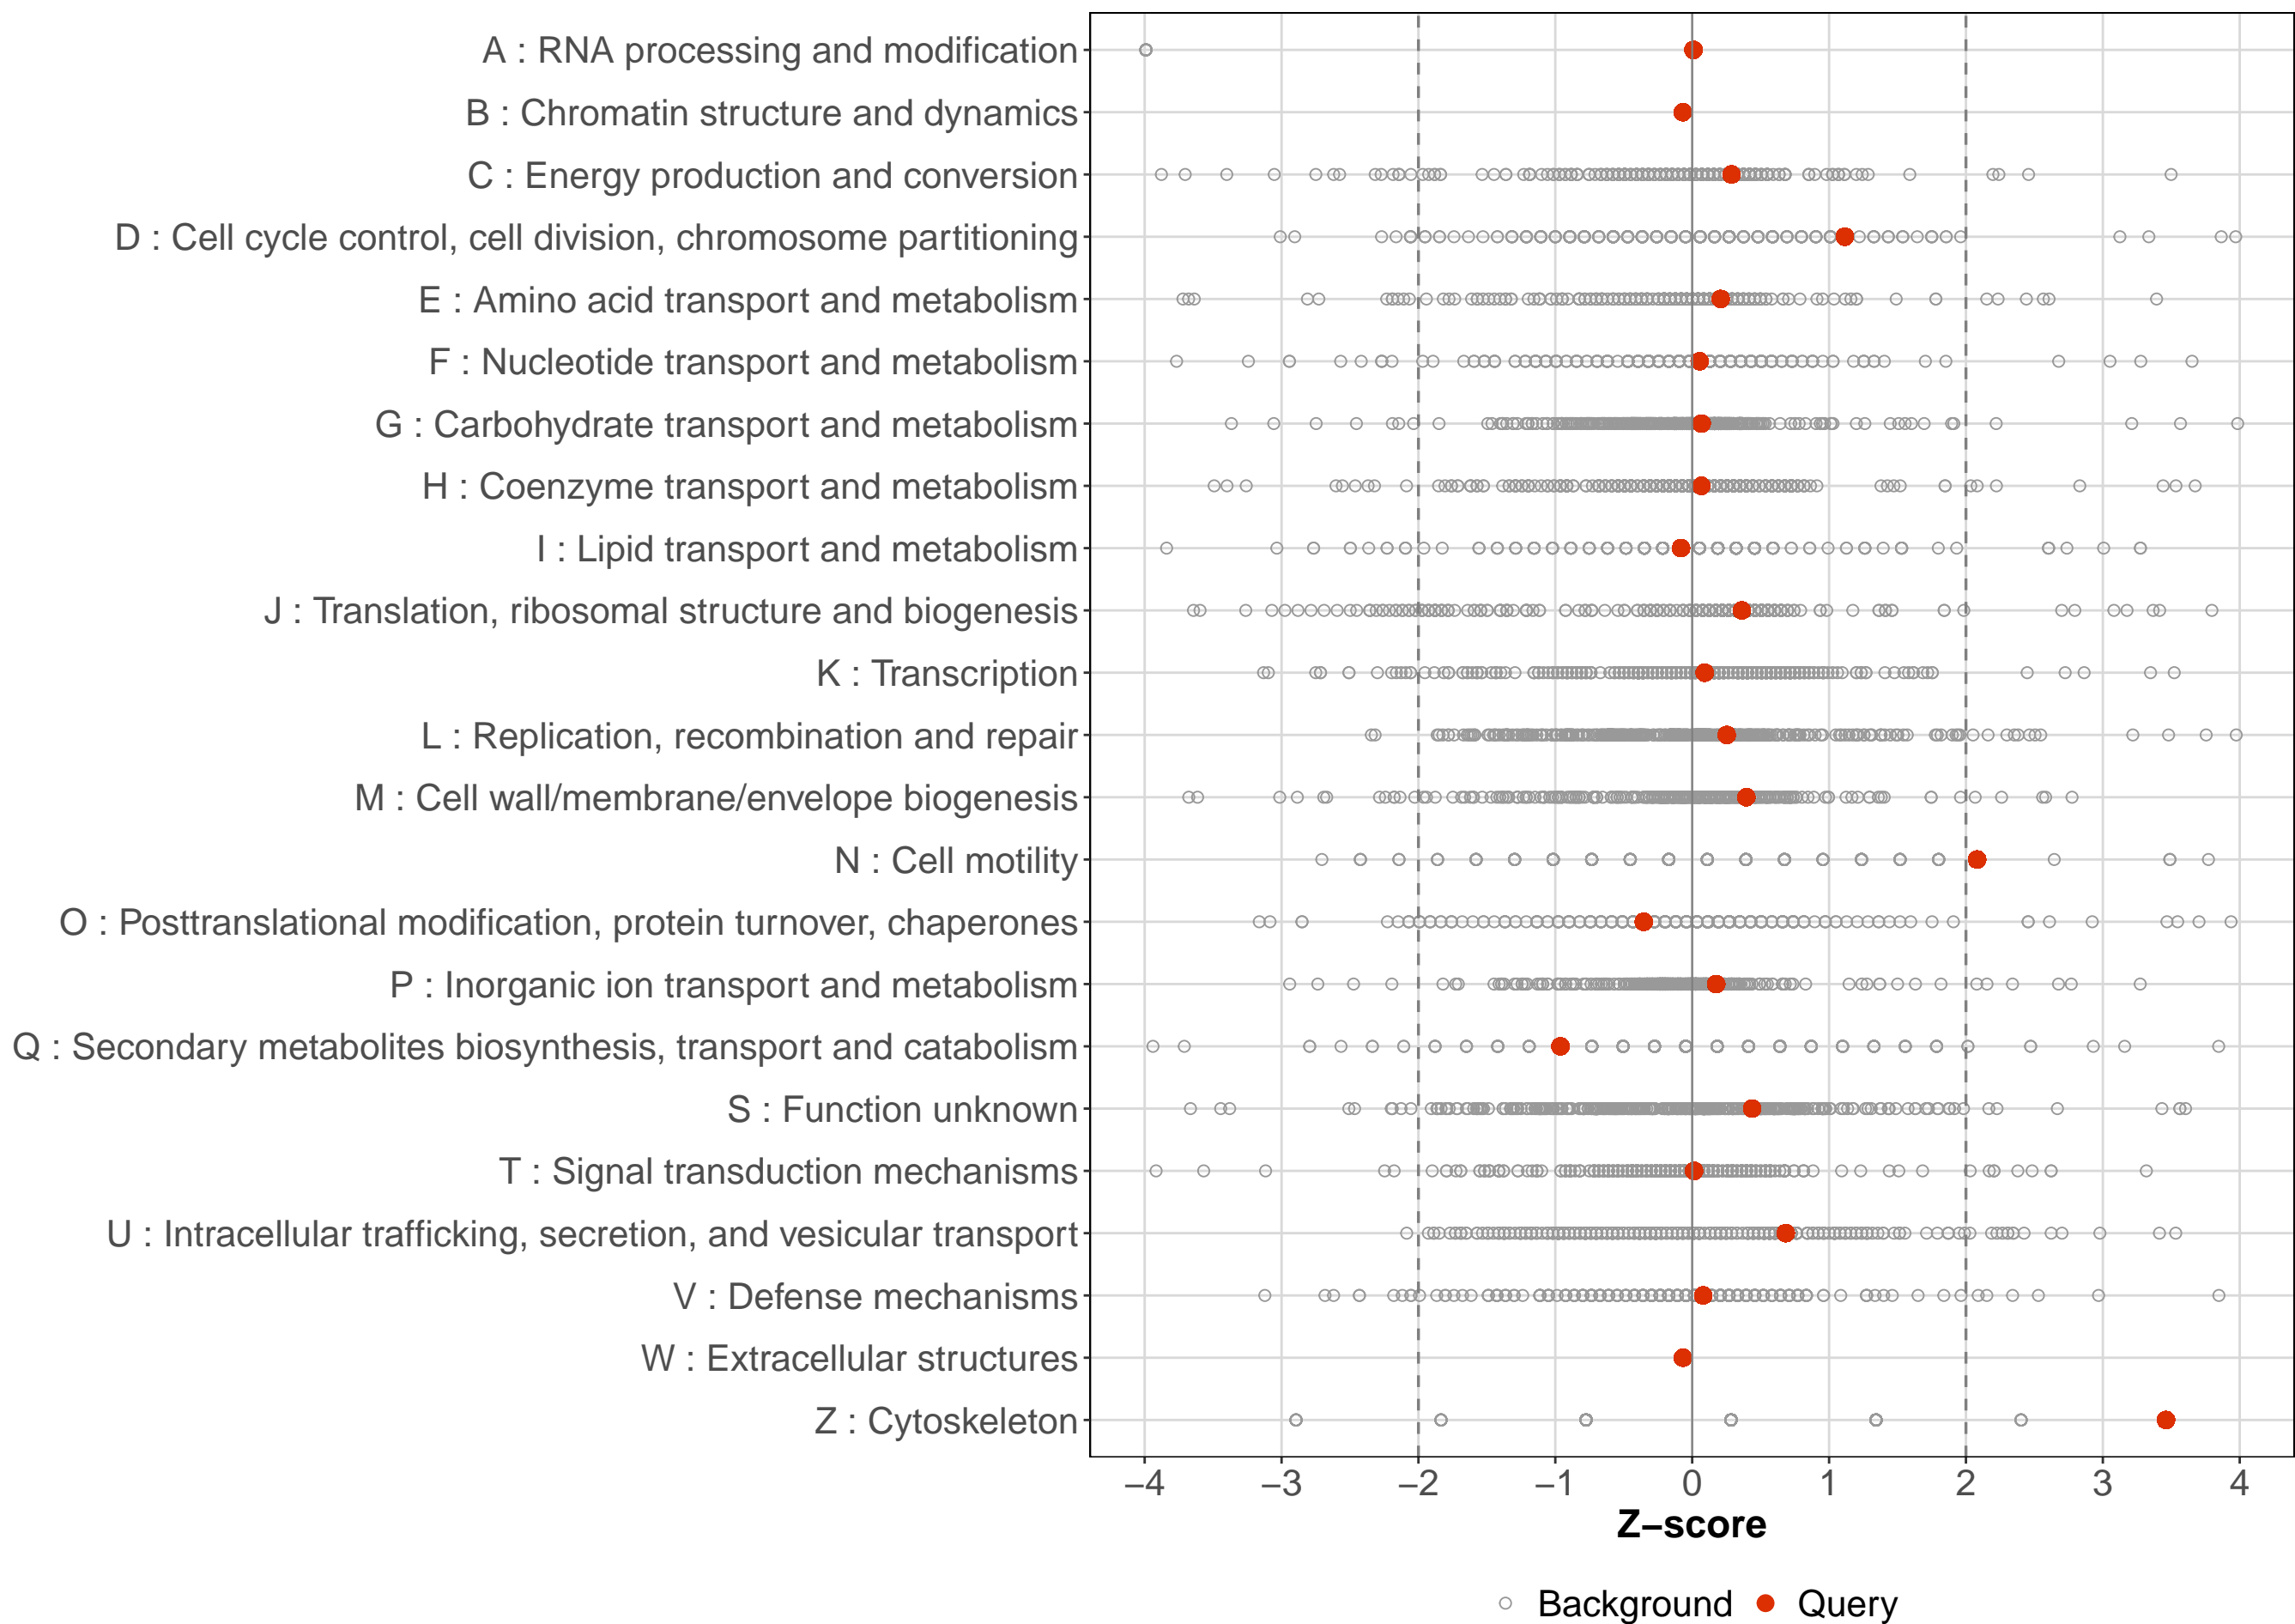 A : RNA processing and modification
B : Chromatin structure and dynamics
C : Energy production and conversion
D : Cell cycle control, cell division, chromosome partitioning
E : Amino acid transport and metabolism
F : Nucleotide transport and metabolism
G : Carbohydrate transport and metabolism
H : Coenzyme transport and metabolism
I : Lipid transport and metabolism
J : Translation, ribosomal structure and biogenesis
K : Transcription
L : Replication, recombination and repair
M : Cell wall/membrane/envelope biogenesis
N : Cell motility
O : Posttranslational modification, protein turnover, chaperones
P : Inorganic ion transport and metabolism
Q : Secondary metabolites biosynthesis, transport and catabolism
S : Function unknown
T : Signal transduction mechanisms
U : Intracellular trafficking, secretion, and vesicular transport
V : Defense mechanisms
W : Extracellular structures
Z : Cytoskeleton
−4 −3 −2 −1 0 1 2 3 4
Z−score
Background Query